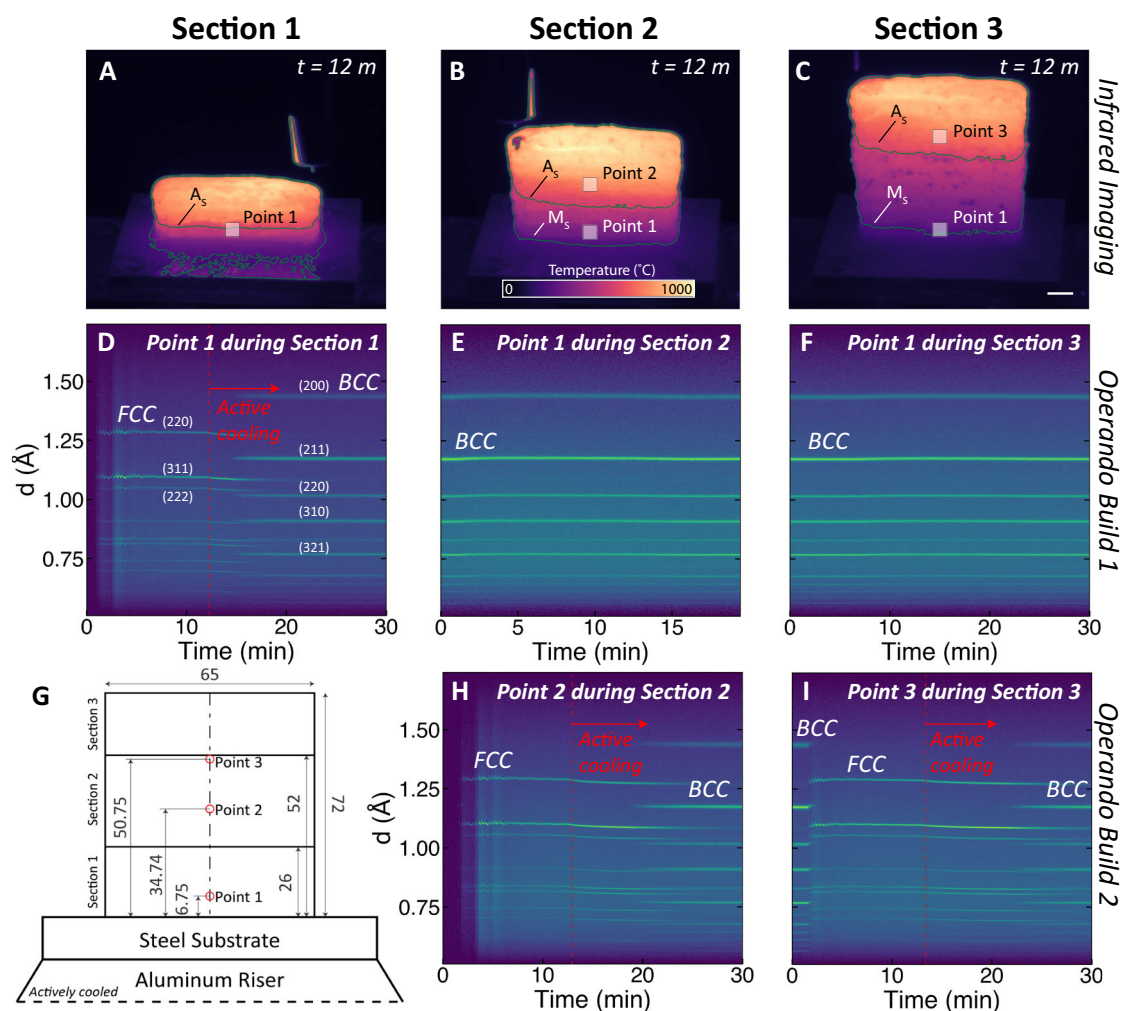 Section 1
Section 2
Section 3
A
t = 12 m
As
Point 1
B
t = 12 m
As
Point 2
Ms
Point 1
Temperature (˚C)
0
1000
C
t = 12 m
As
Point 3
Ms
Point 1
Infrared Imaging
D
Point 1 during Section 1
FCC
BCC
(200)
(220)
Active
cooling
(211)
(311)
(222)
(220)
(310)
(321)
1.50
1.25
1.00
0.75
d (Å)
0
10
20
30
Time (min)
E
Point 1 during Section 2
BCC
0
5
10
15
Time (min)
F
Point 1 during Section 3
BCC
0
10
20
30
Time (min)
Operando Build 1
G
65
Section 3
Section 2
Section 1
Point 3
Point 2
Point 1
50.75
34.74
6.75
26
52
72
Steel Substrate
Aluminum Riser
Actively cooled
H
Point 2 during Section 2
FCC
Active
cooling
BCC
1.50
1.25
1.00
0.75
d (Å)
0
10
20
30
Time (min)
I
Point 3 during Section 3
BCC
FCC
Active
cooling
BCC
0
10
20
30
Time (min)
Operando Build 2